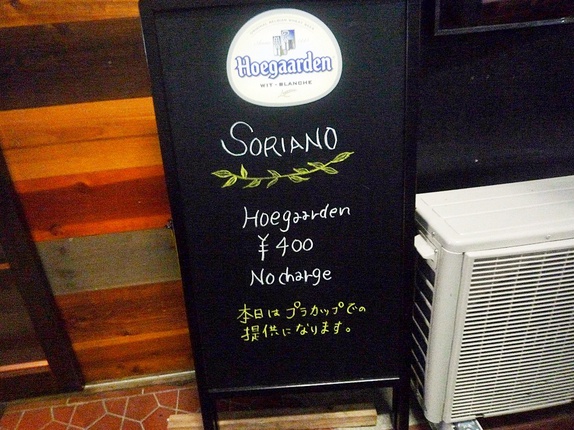 Hoegaarden
WIT-BLANCHE
SORIANO
Hoegaarden
¥400
No charge
本日はプラカップでの
提供になります。